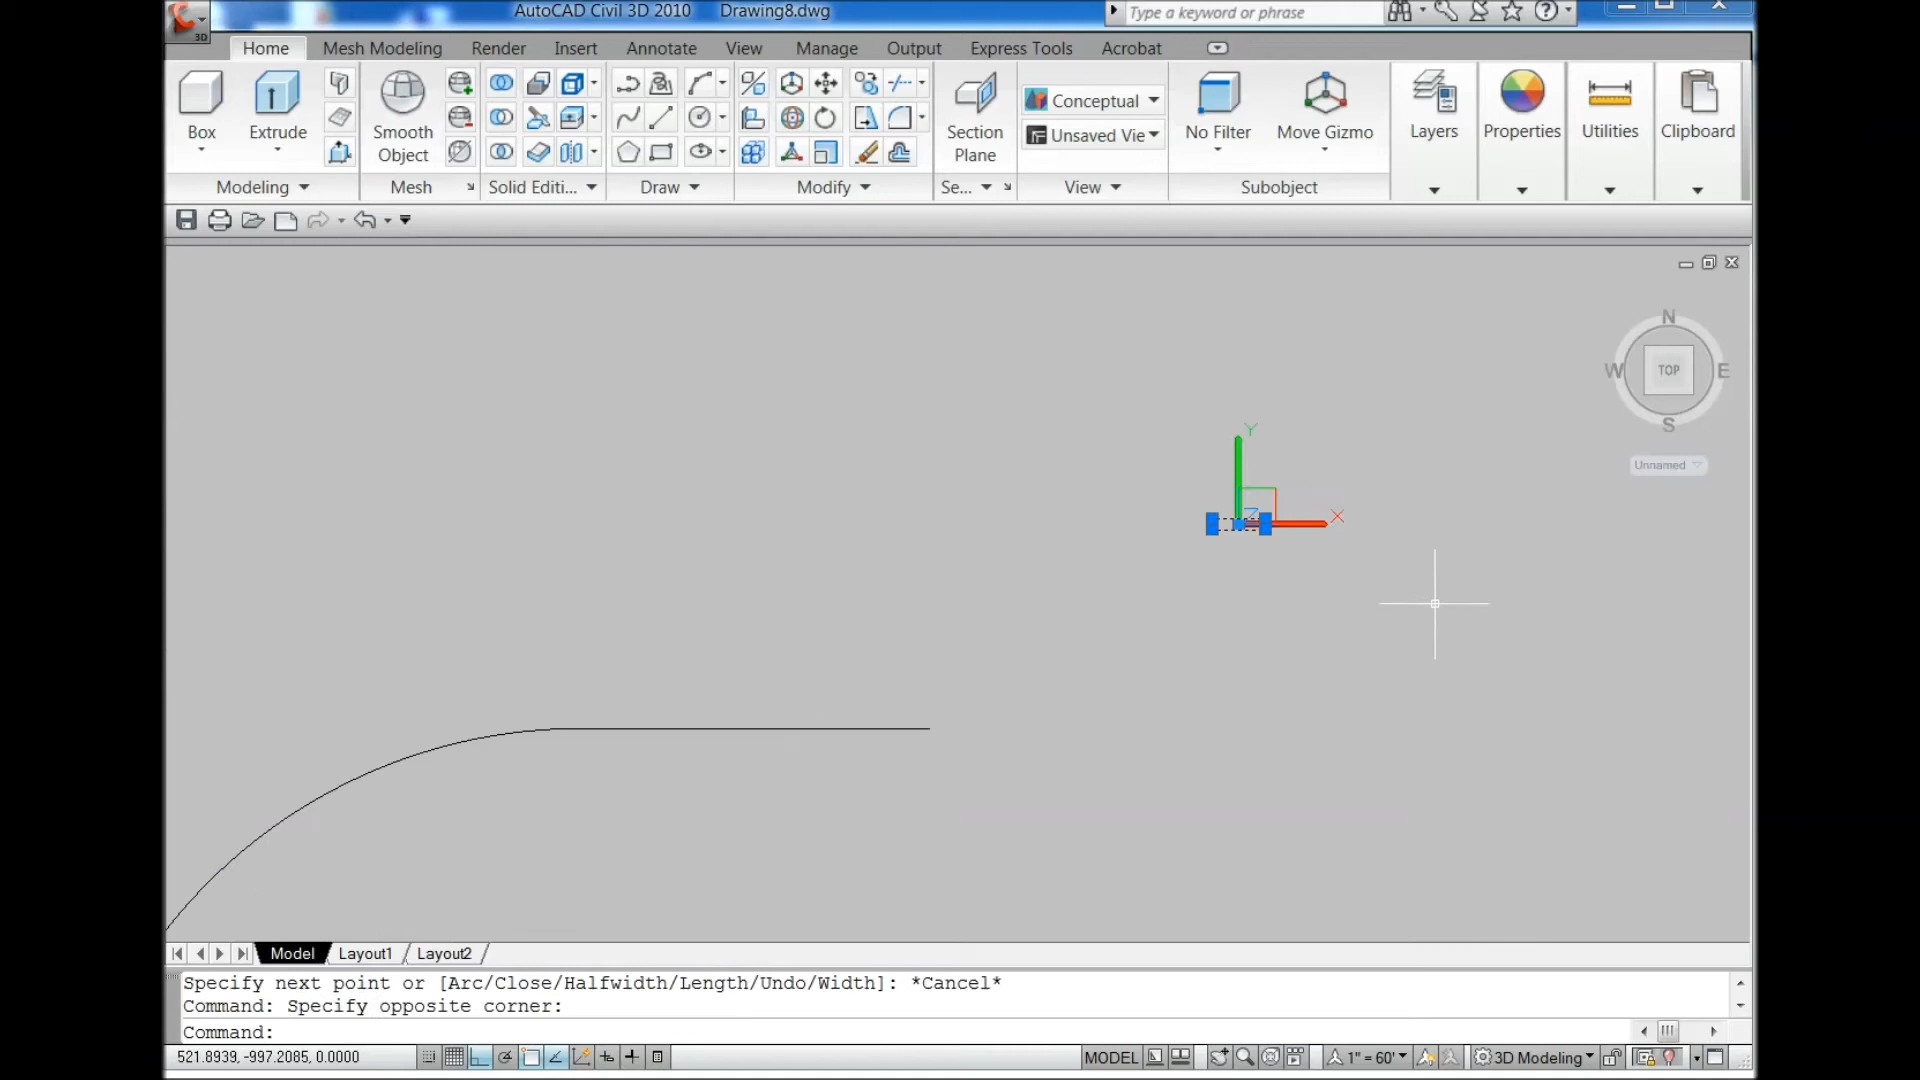 AutoCAD Civil 3D 2010 Drawing8.dwg
Type a keyword or phrase
3D
Home Mesh Modeling Render Insert Annotate View Manage Output Express Tools Acrobat
Box
Extrude
Smooth
Object
Section
Plane
Conceptual
Unsaved Vie
No Filter
Move Gizmo
Layers
Properties
Utilities
Clipboard
Modeling
Mesh
Solid Editi...
Draw
Modify
Se...
View
Subobject
N
W
TOP
E
S
Unnamed
Y
Z
X
Model Layout1 Layout2
Specify next point or [Arc/Close/Halfwidth/Length/Undo/Width]: *Cancel*
Command: Specify opposite corner:
Command:
521.8939, -997.2085, 0.0000
MODEL
1" = 60'
3D Modeling